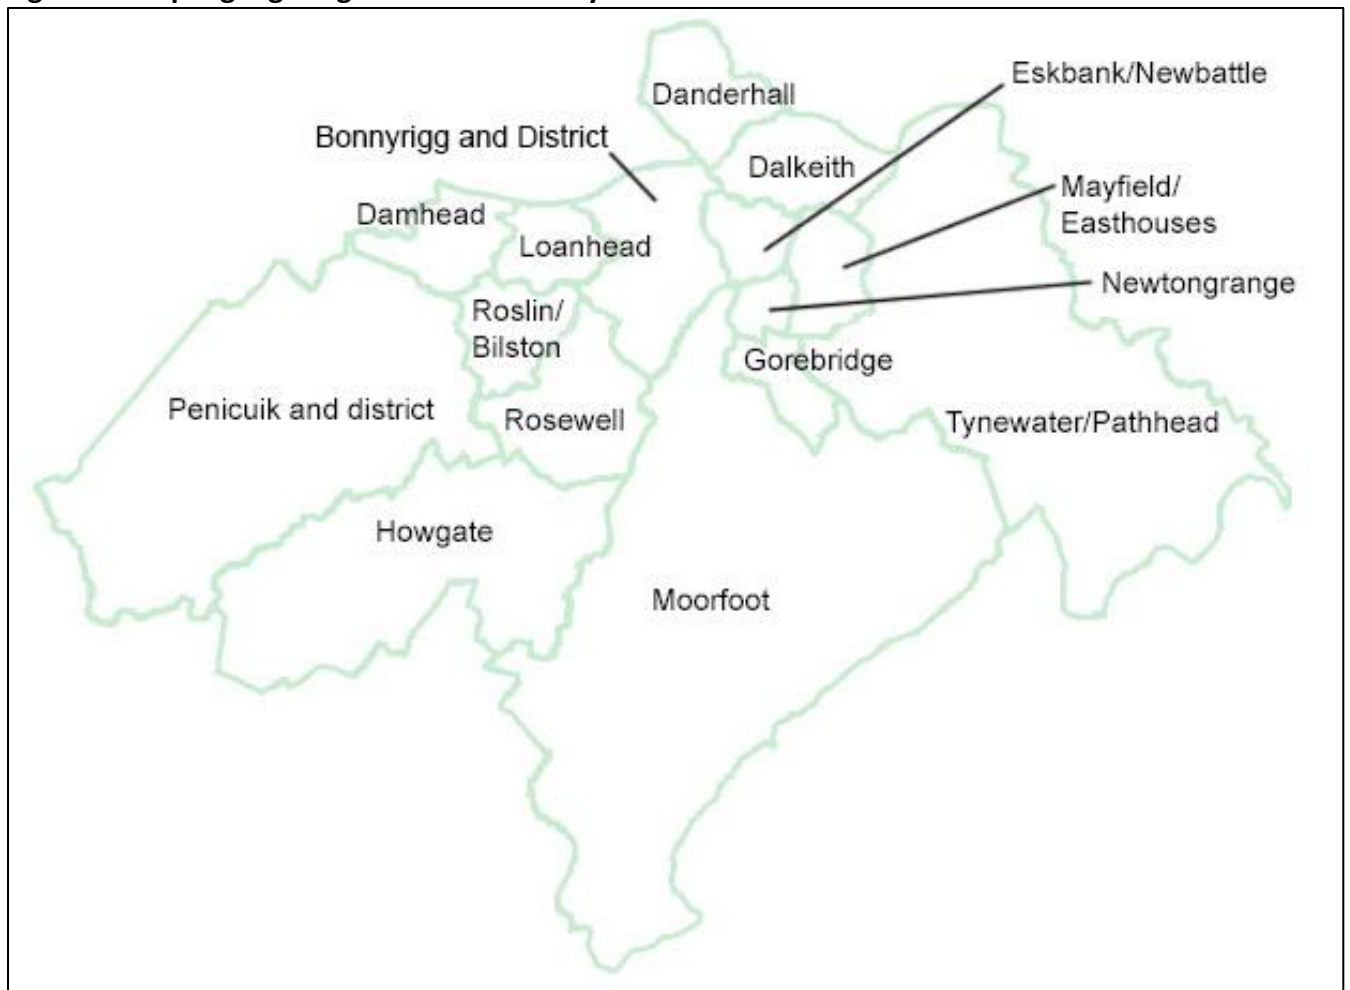 Danderhall
Eskbank/Newbattle
Bonnyrigg and District
Dalkeith
Mayfield/
Easthouses
Damhead
Loanhead
Newtongrange
Roslin/
Bilston
Gorebridge
Penicuik and district
Rosewell
Tynewater/Pathhead
Howgate
Moorfoot